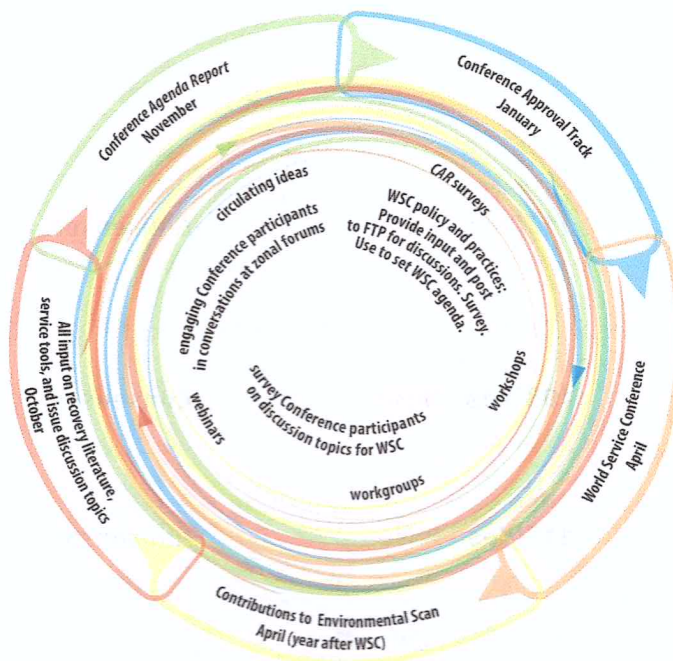 Conference Agenda Report
November
Conference Approval Track
January
World Service Conference
April
Contributions to Environmental Scan
April (year after WSC)
All input on recovery literature,
service tools, and issue discussion topics
October
circulating ideas
engaging Conference participants
in conversations at zonal forums
CAR surveys
WSC policy and practices:
Provide input and post
to FTP for discussions. Survey.
Use to set WSC agenda.
workshops
survey Conference participants
on discussion topics for WSC
webinars
workgroups